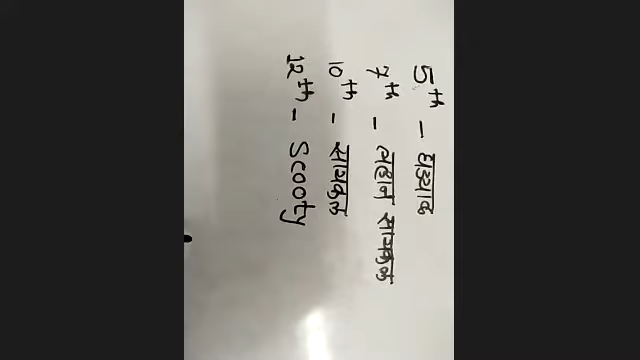 5th - घड्याळ
7th - लहान सायकल
10th - सायकल
12th - Scooty